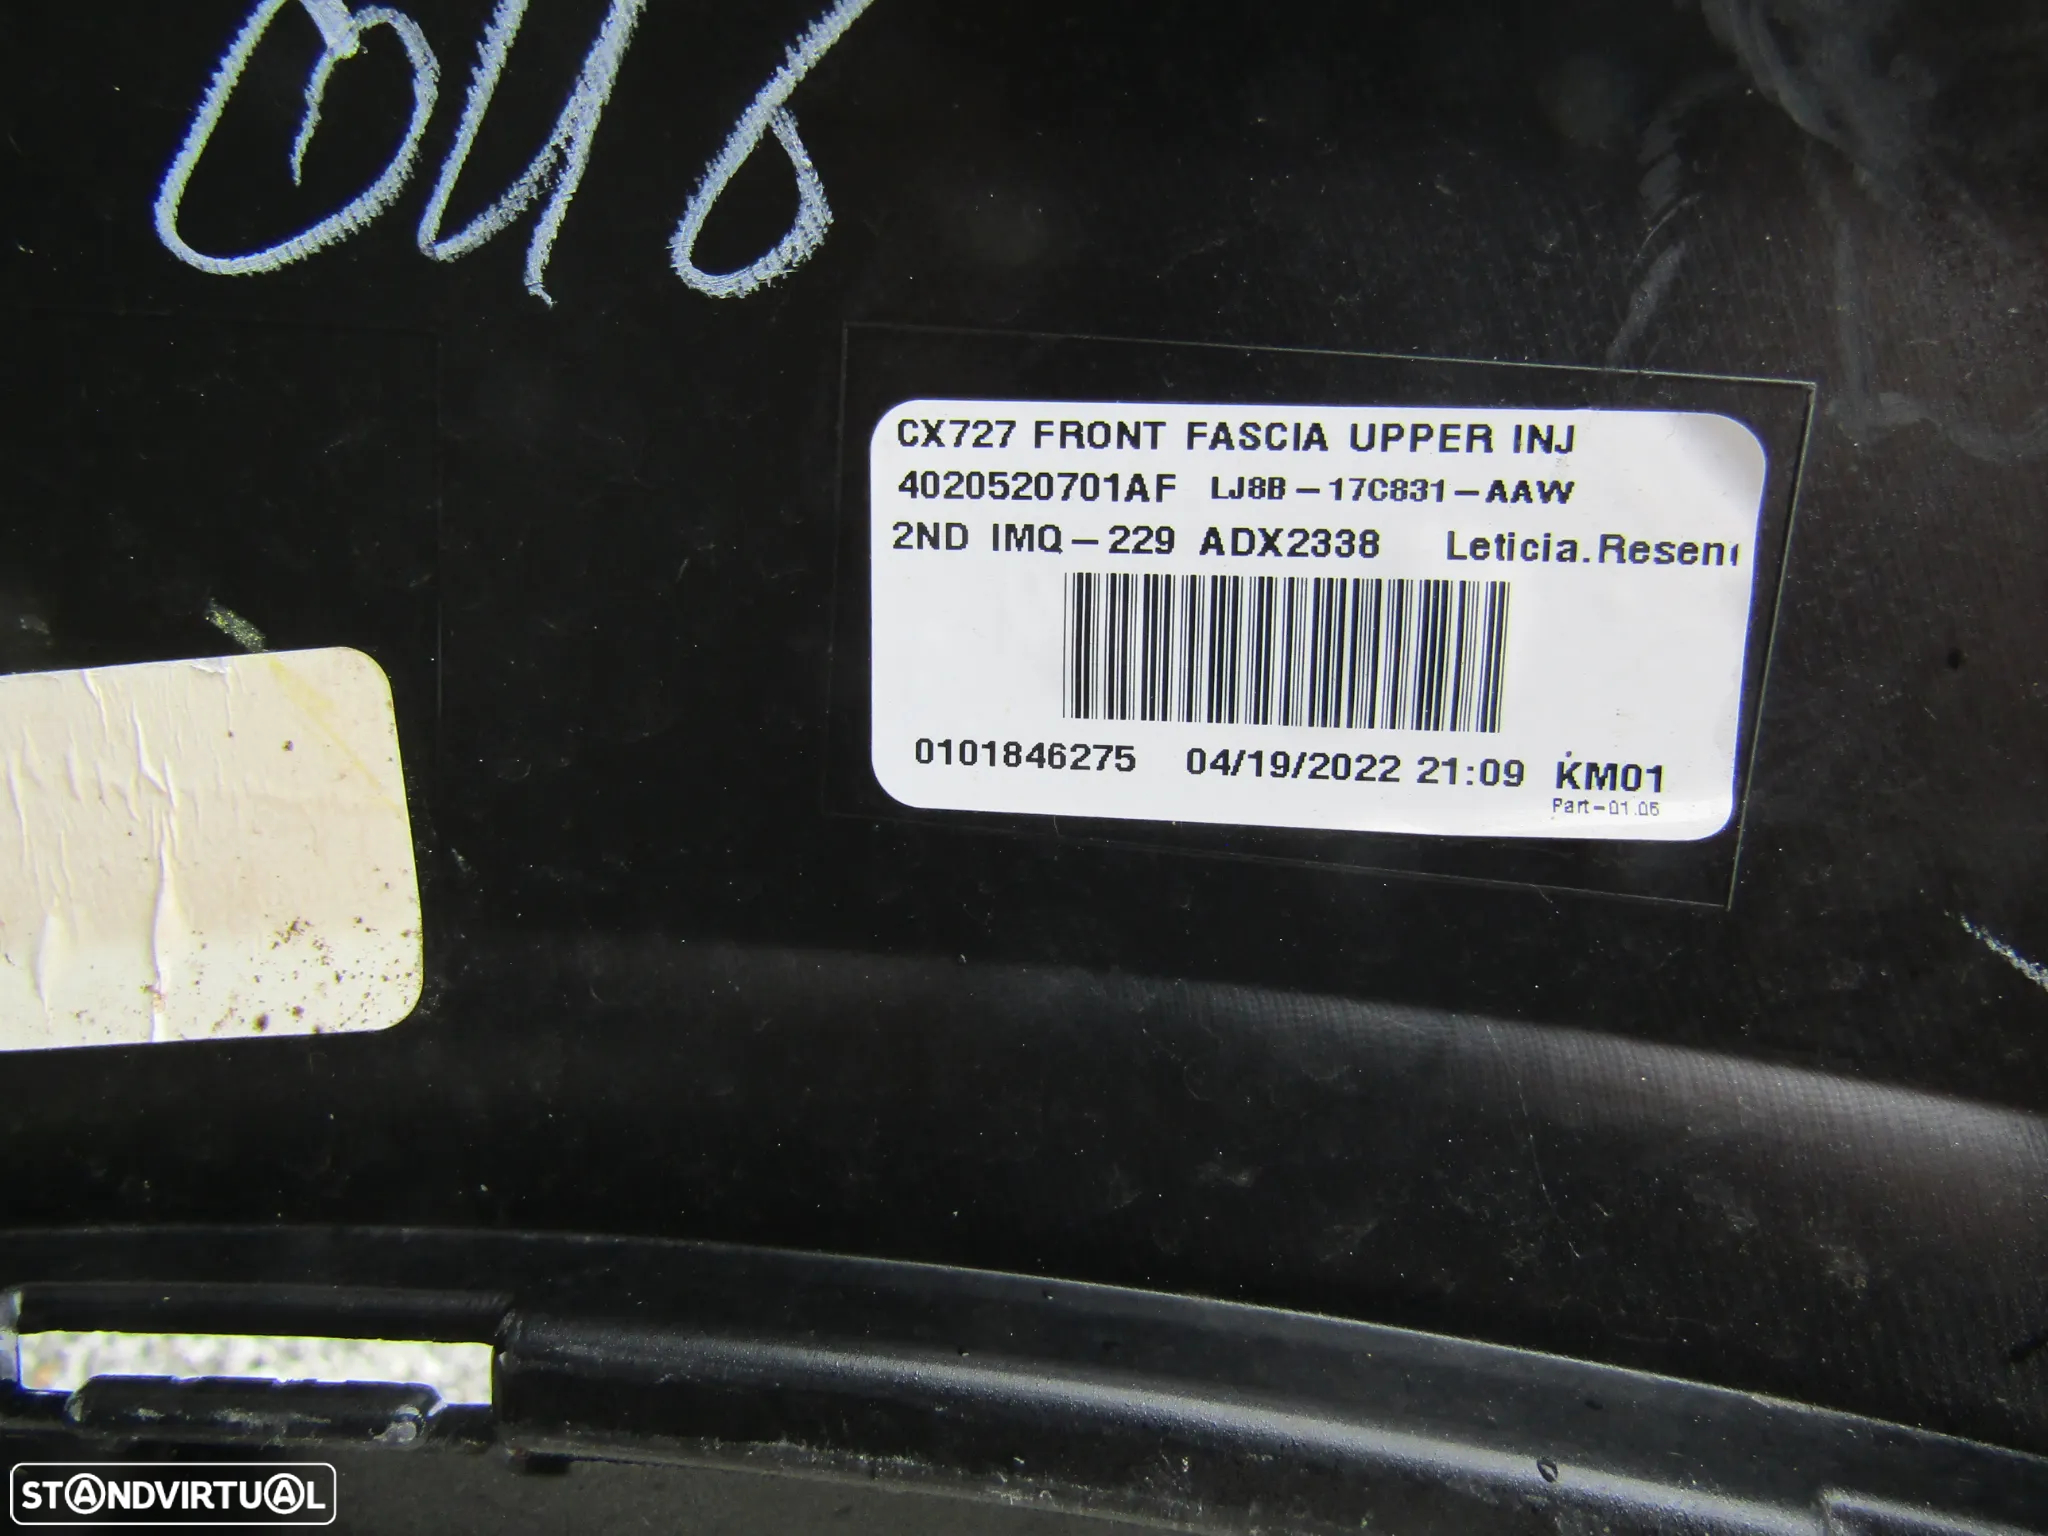 CX727 FRONT FASCIA UPPER INJ
4020520701AF LJ8B-17C831-AAW
2ND IMQ-229 ADX2338 Leticia.Resen
0101846275 04/19/2022 21:09 KM01
Part-01.05
STANDVIRTUAL